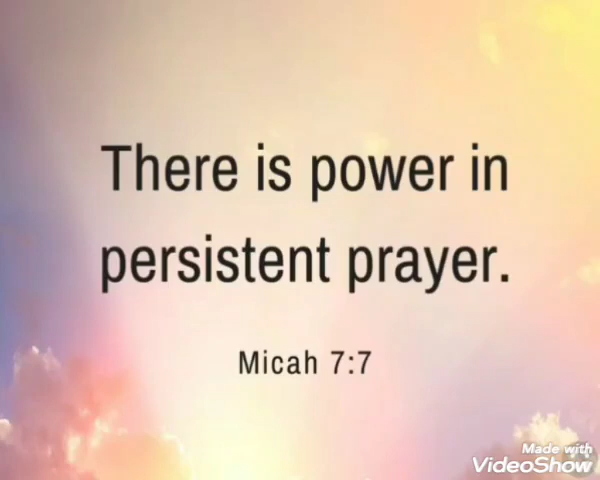 There is power in
persistent prayer.
Micah 7:7
Made with
VideoShow